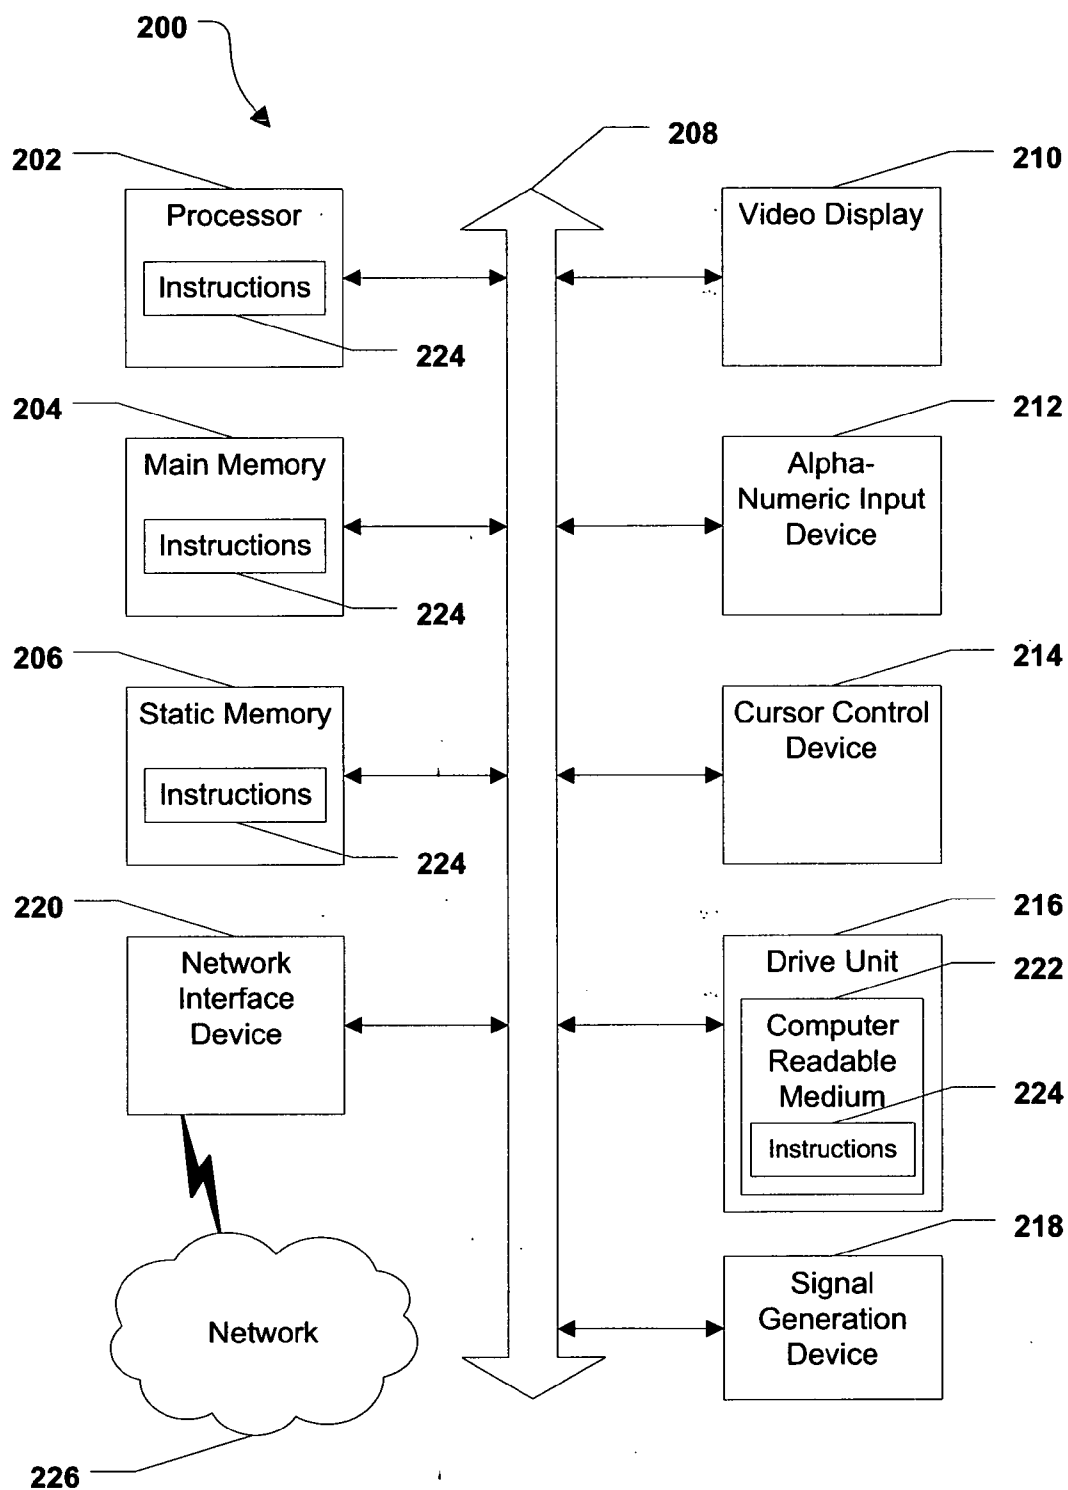 200
208
202
210
Processor
Instructions
224
Video Display
204
212
Main Memory
Instructions
224
Alpha-
Numeric Input
Device
206
214
Static Memory
Instructions
224
Cursor Control
Device
220
216
Network
Interface
Device
Drive Unit
222
Computer
Readable
Medium
224
Instructions
218
Signal
Generation
Device
Network
226